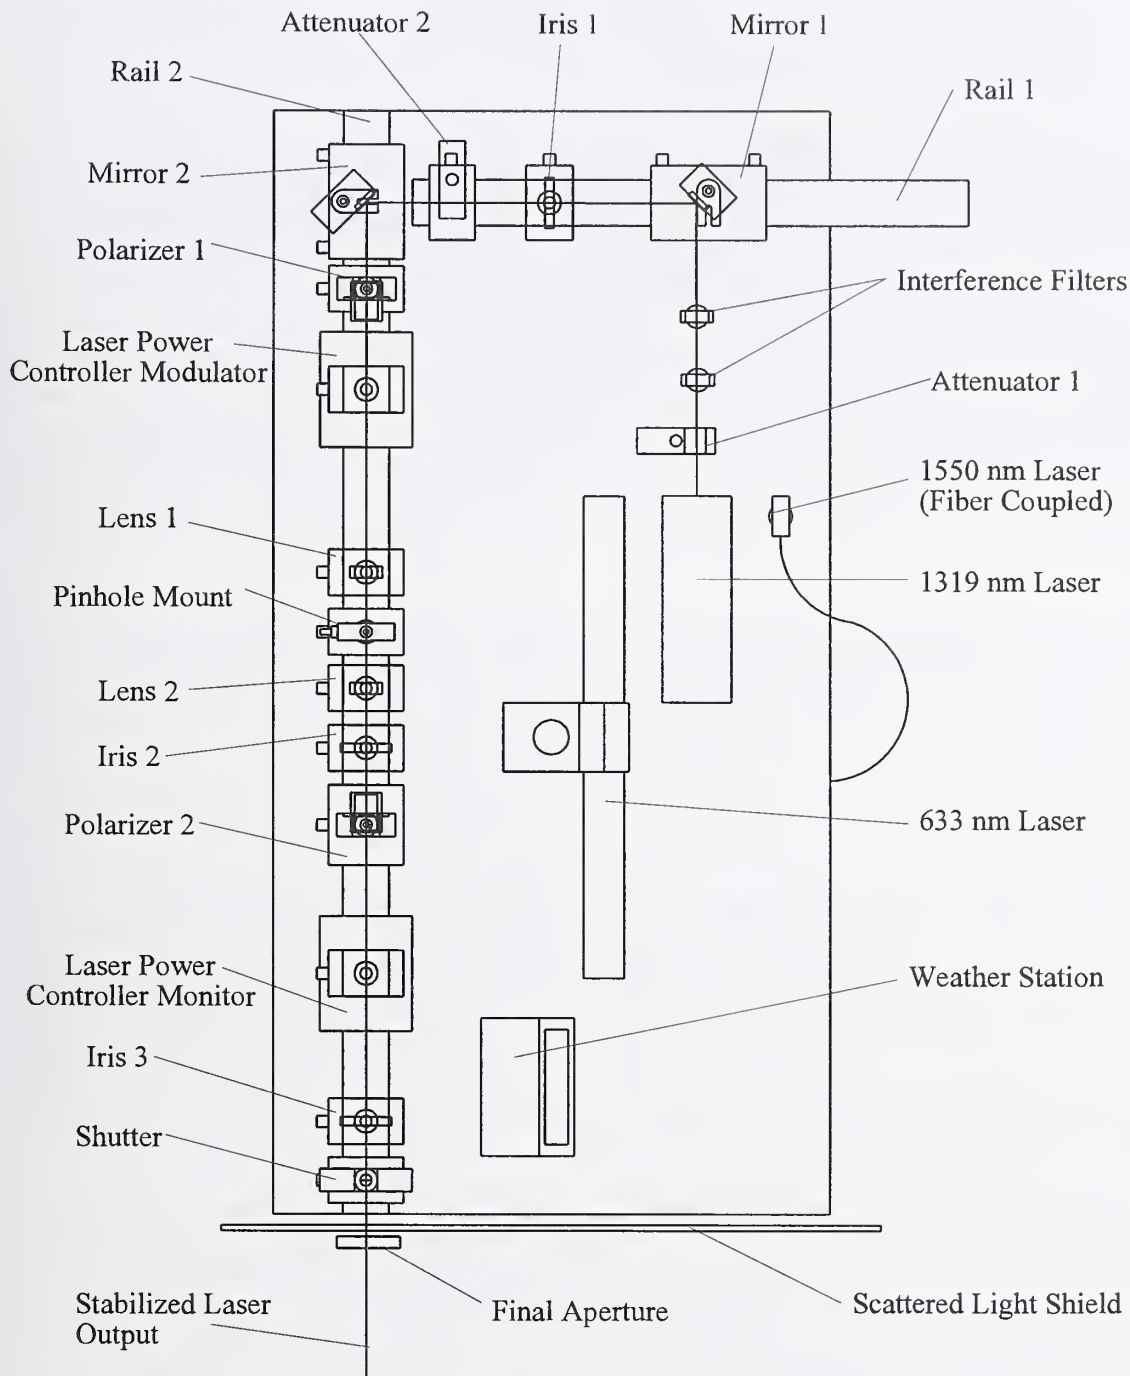 Attenuator 2
Iris 1
Mirror 1
Rail 2
Rail 1
Mirror 2
Polarizer 1
Interference Filters
Laser Power
Controller Modulator
Attenuator 1
1550 nm Laser
(Fiber Coupled)
Lens 1
1319 nm Laser
Pinhole Mount
Lens 2
Iris 2
Polarizer 2
633 nm Laser
Laser Power
Controller Monitor
Weather Station
Iris 3
Shutter
Stabilized Laser
Output
Final Aperture
Scattered Light Shield